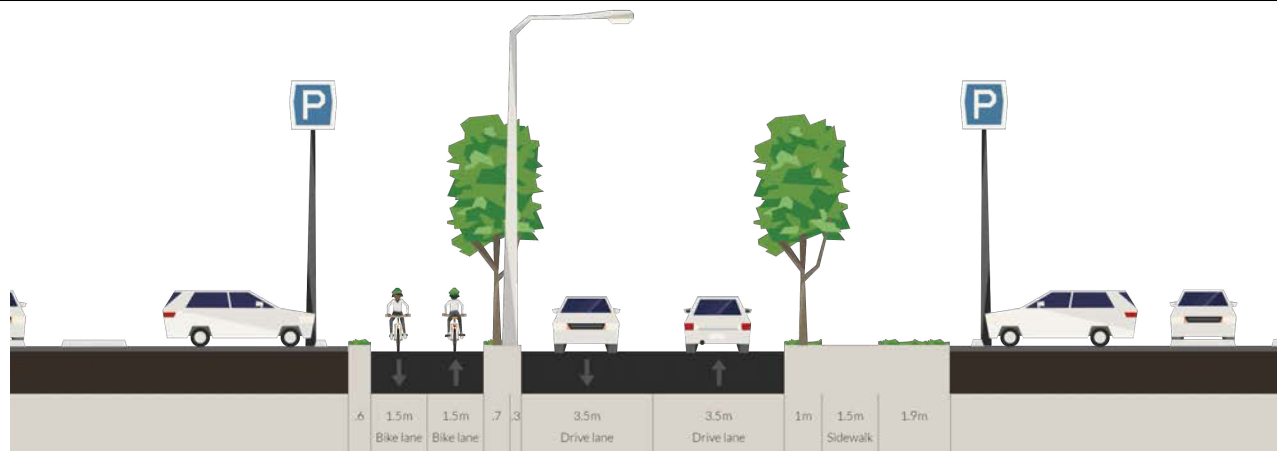 P
P
.6
1.5m
1.5m
.7
.3
3.5m
3.5m
1m
1.5m
1.9m
Bike lane
Bike lane
Drive lane
Drive lane
Sidewalk